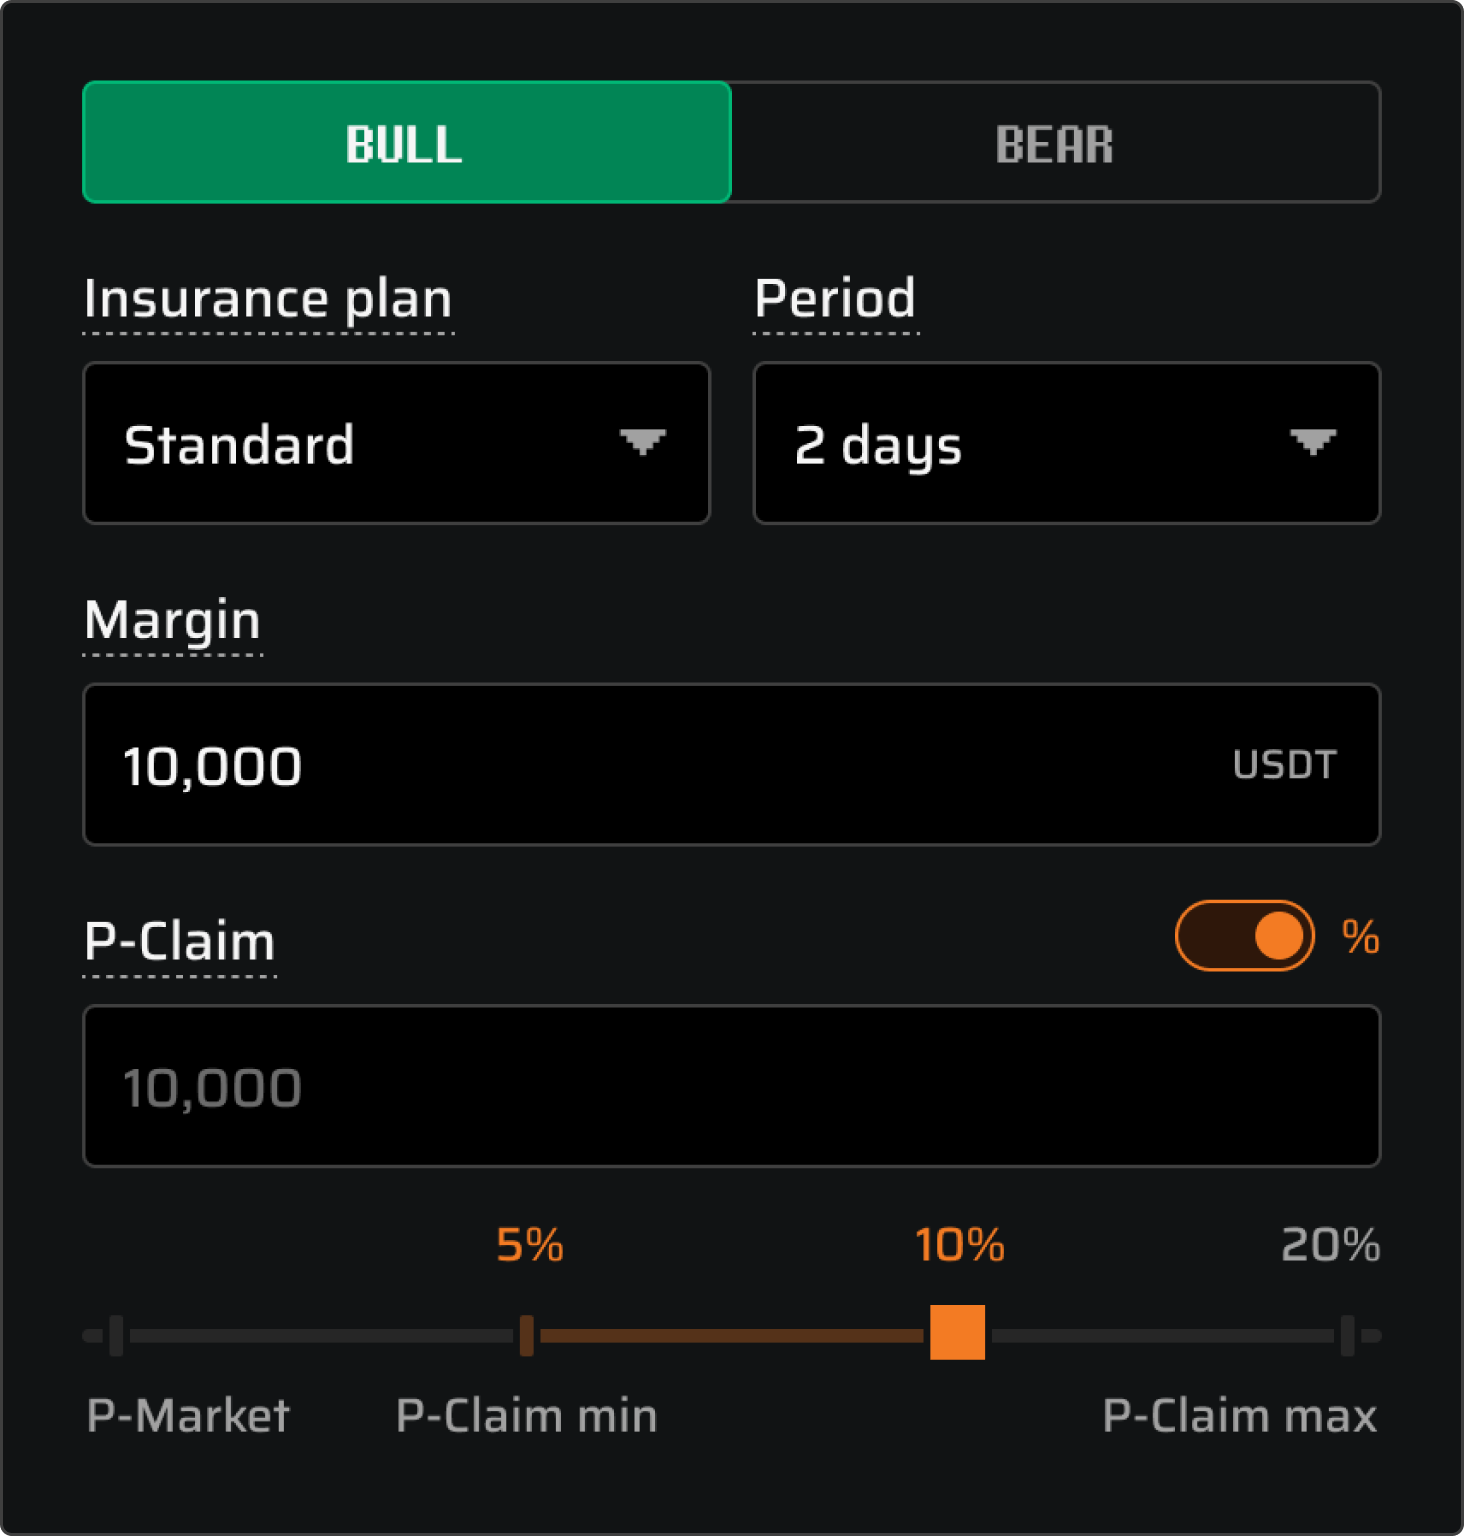 BULL BEAR
Insurance plan Period
Standard 2 days
Margin
10,000 USDT
P-Claim %
10,000
5% 10% 20%
P-Market P-Claim min P-Claim max